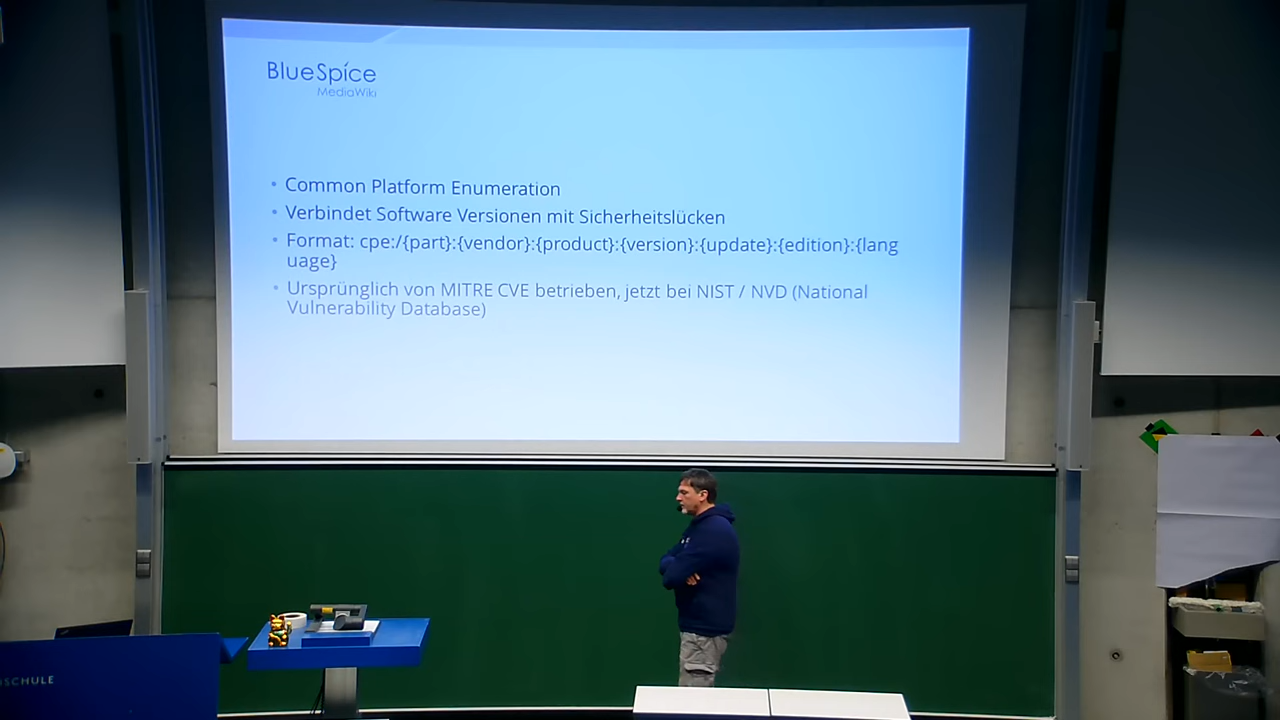 BlueSpice
MediaWiki
• Common Platform Enumeration
• Verbindet Software Versionen mit Sicherheitslücken
• Format: cpe:/{part}:{vendor}:{product}:{version}:{update}:{edition}:{lang
uage}
• Ursprünglich von MITRE CVE betrieben, jetzt bei NIST / NVD (National
Vulnerability Database)
SCHULE